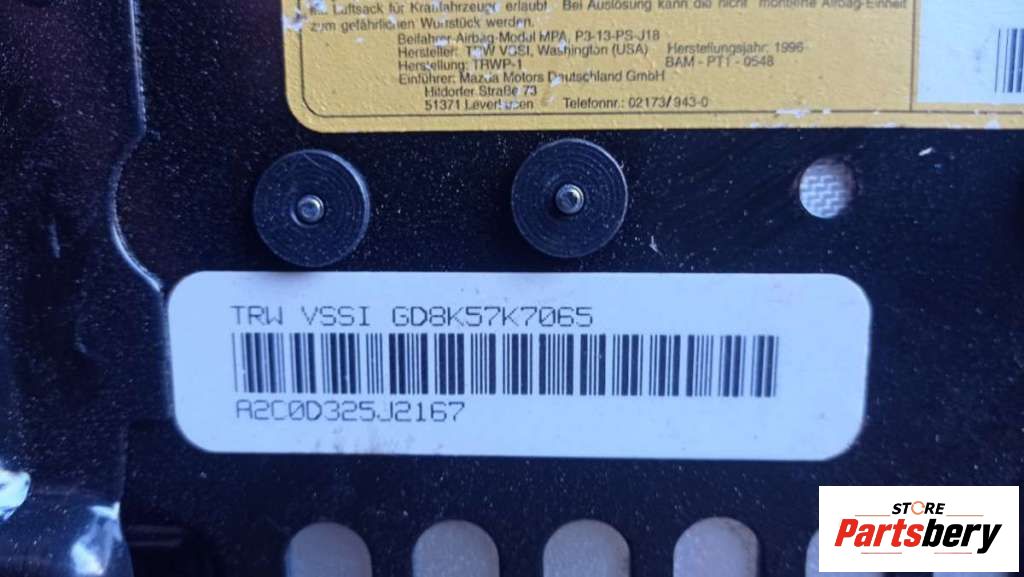 Luftsack für Kraftfahrzeuge erlaubt. Bei Auslösung kann die nicht montierte Airbag-Einheit
zum gefährlichen Wurfstück werden.
Beifahrer-Airbag-Modul MPA, P3-13-PS-J18
Hersteller: TRW VSSI, Washington (USA) Herstellungsjahr: 1996
Herstellung: TRWP-1 BAM - PT1 - 0548
Einführer: Mazda Motors Deutschland GmbH
Hitdorfer Straße 73
51371 Leverkusen Telefonnr.: 02173/943-0
TRW VSSI GD8K57K7065
A2C0D325J2167
STORE
Partsbery